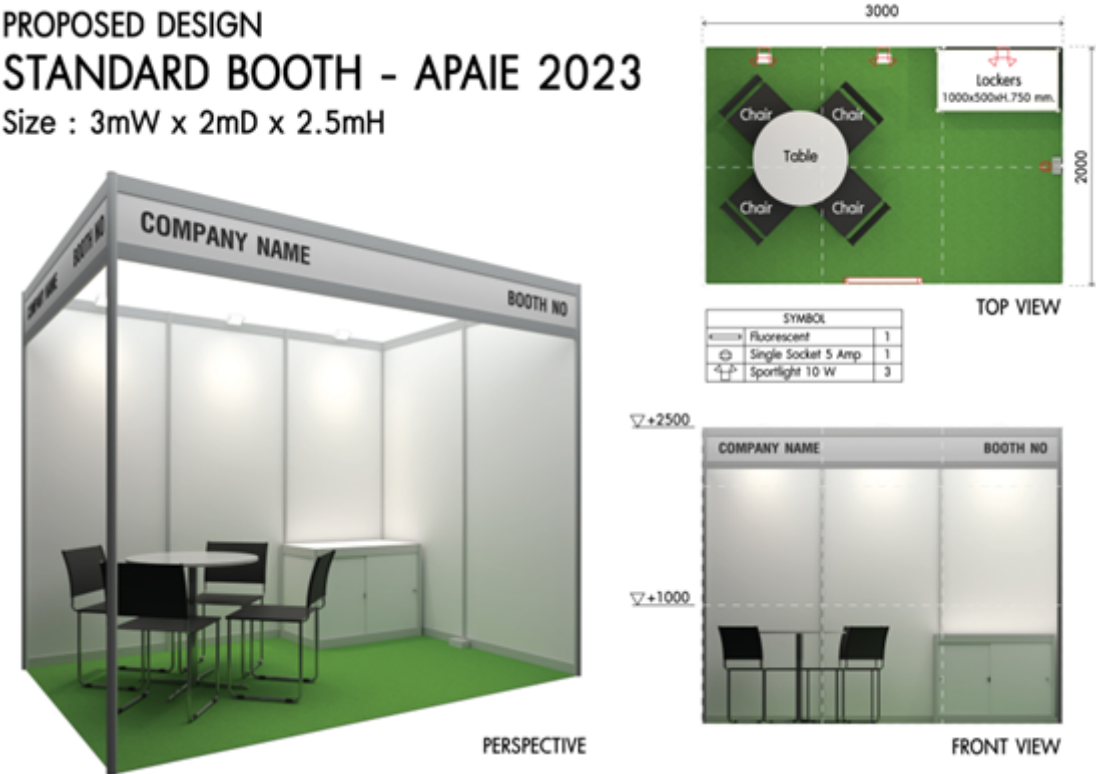 PROPOSED DESIGN
STANDARD BOOTH - APAIE 2023
Size : 3mW x 2mD x 2.5mH
3000
Lockers
1000x500xH.750 mm.
Chair
Chair
Table
Chair
Chair
2000
TOP VIEW
SYMBOL
Fluorescent 1
Single Socket 5 Amp 1
Sportlight 10 W 3
COMPANY NAME
BOOTH NO
COMPANY NAME
BOOTH NO
PERSPECTIVE
+2500
COMPANY NAME BOOTH NO
+1000
FRONT VIEW